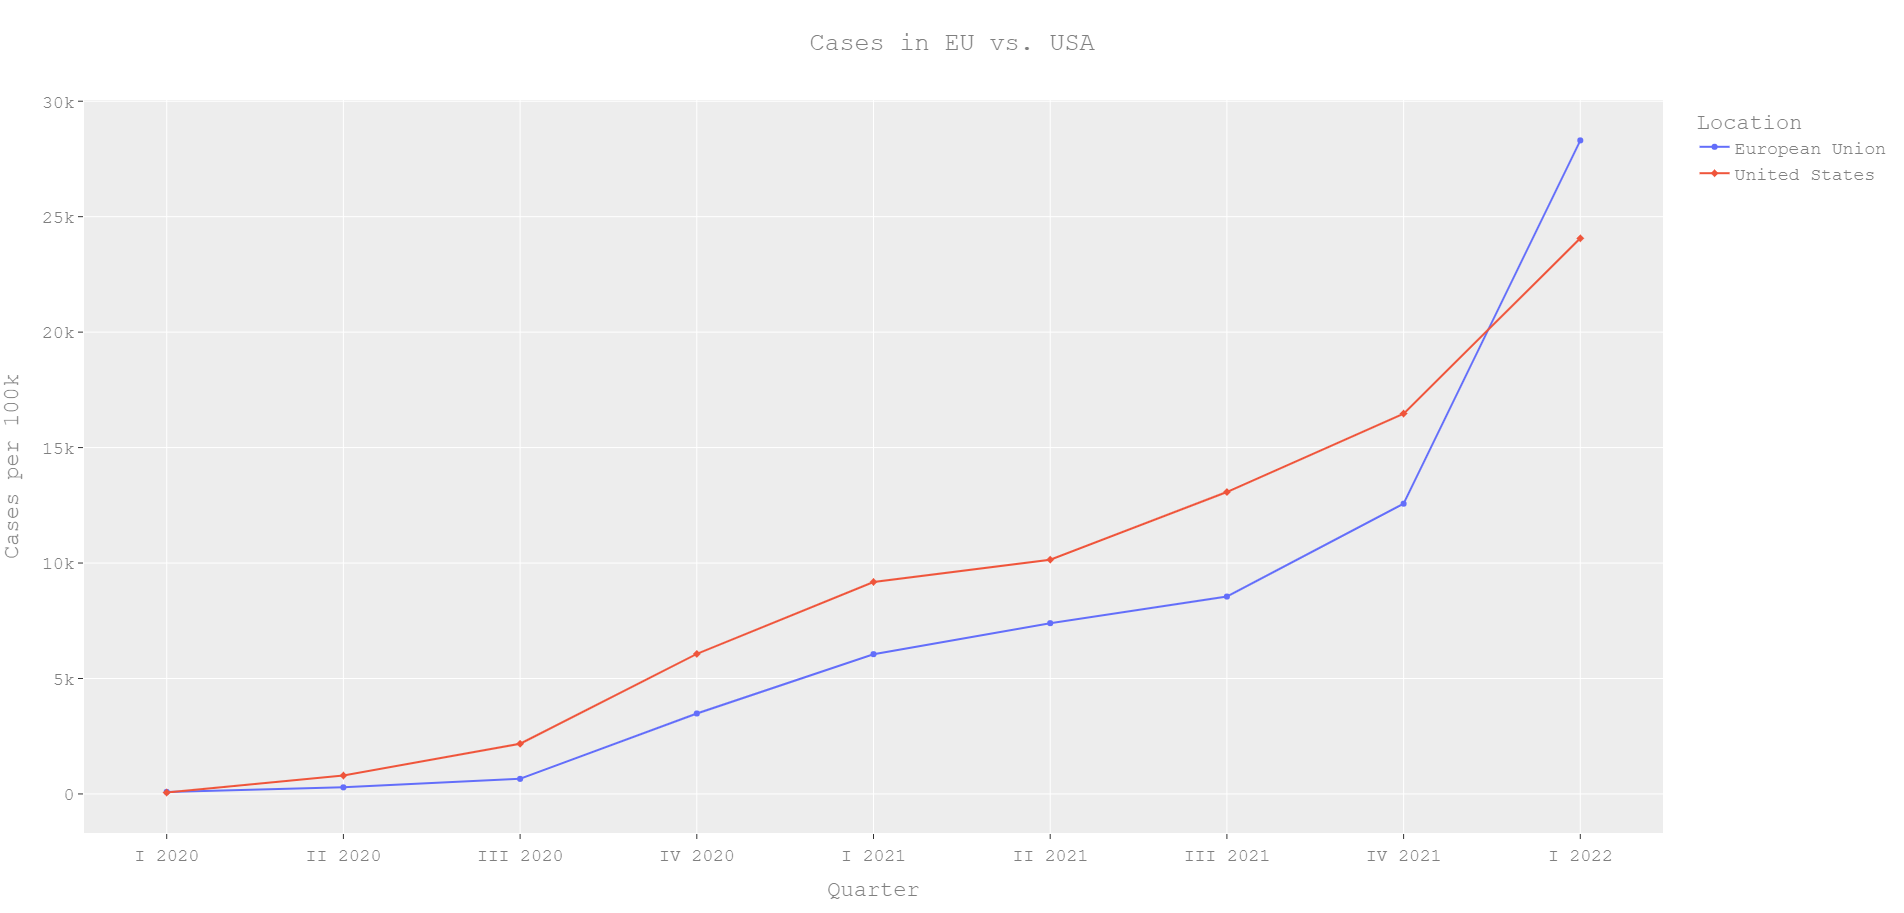 Cases in EU vs. USA
Cases per 100k
30k
25k
20k
15k
10k
5k
0
I 2020
II 2020
III 2020
IV 2020
I 2021
II 2021
III 2021
IV 2021
I 2022
Quarter
Location
European Union
United States